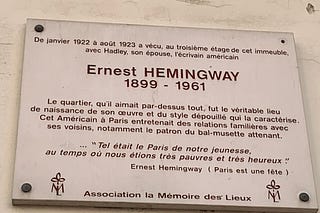 De janvier 1922 à août 1923 a vécu, au troisième étage de cet immeuble,
avec Hadley, son épouse, l'écrivain américain
Ernest HEMINGWAY
1899 - 1961
Le quartier, qu'il aimait par-dessus tout, fut le véritable lieu
de naissance de son œuvre et du style dépouillé qui la caractérise.
Cet Américain à Paris entretenait des relations familières avec
ses voisins, notamment le patron du bal-musette attenant.
... "Tel était le Paris de notre jeunesse,
au temps où nous étions très pauvres et très heureux".
Ernest Hemingway ( Paris est une fête )
Association la Mémoire des Lieux